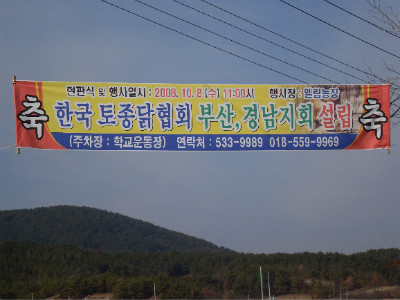 현판식 및 행사일시 : 2008. 10. 8 (수) 11:00시 행사장 : 엘림농장
축 한국 토종닭협회 부산,경남지회 설립 축
(주차장 : 학교운동장) 연락처 : 533-9989 018-559-9969